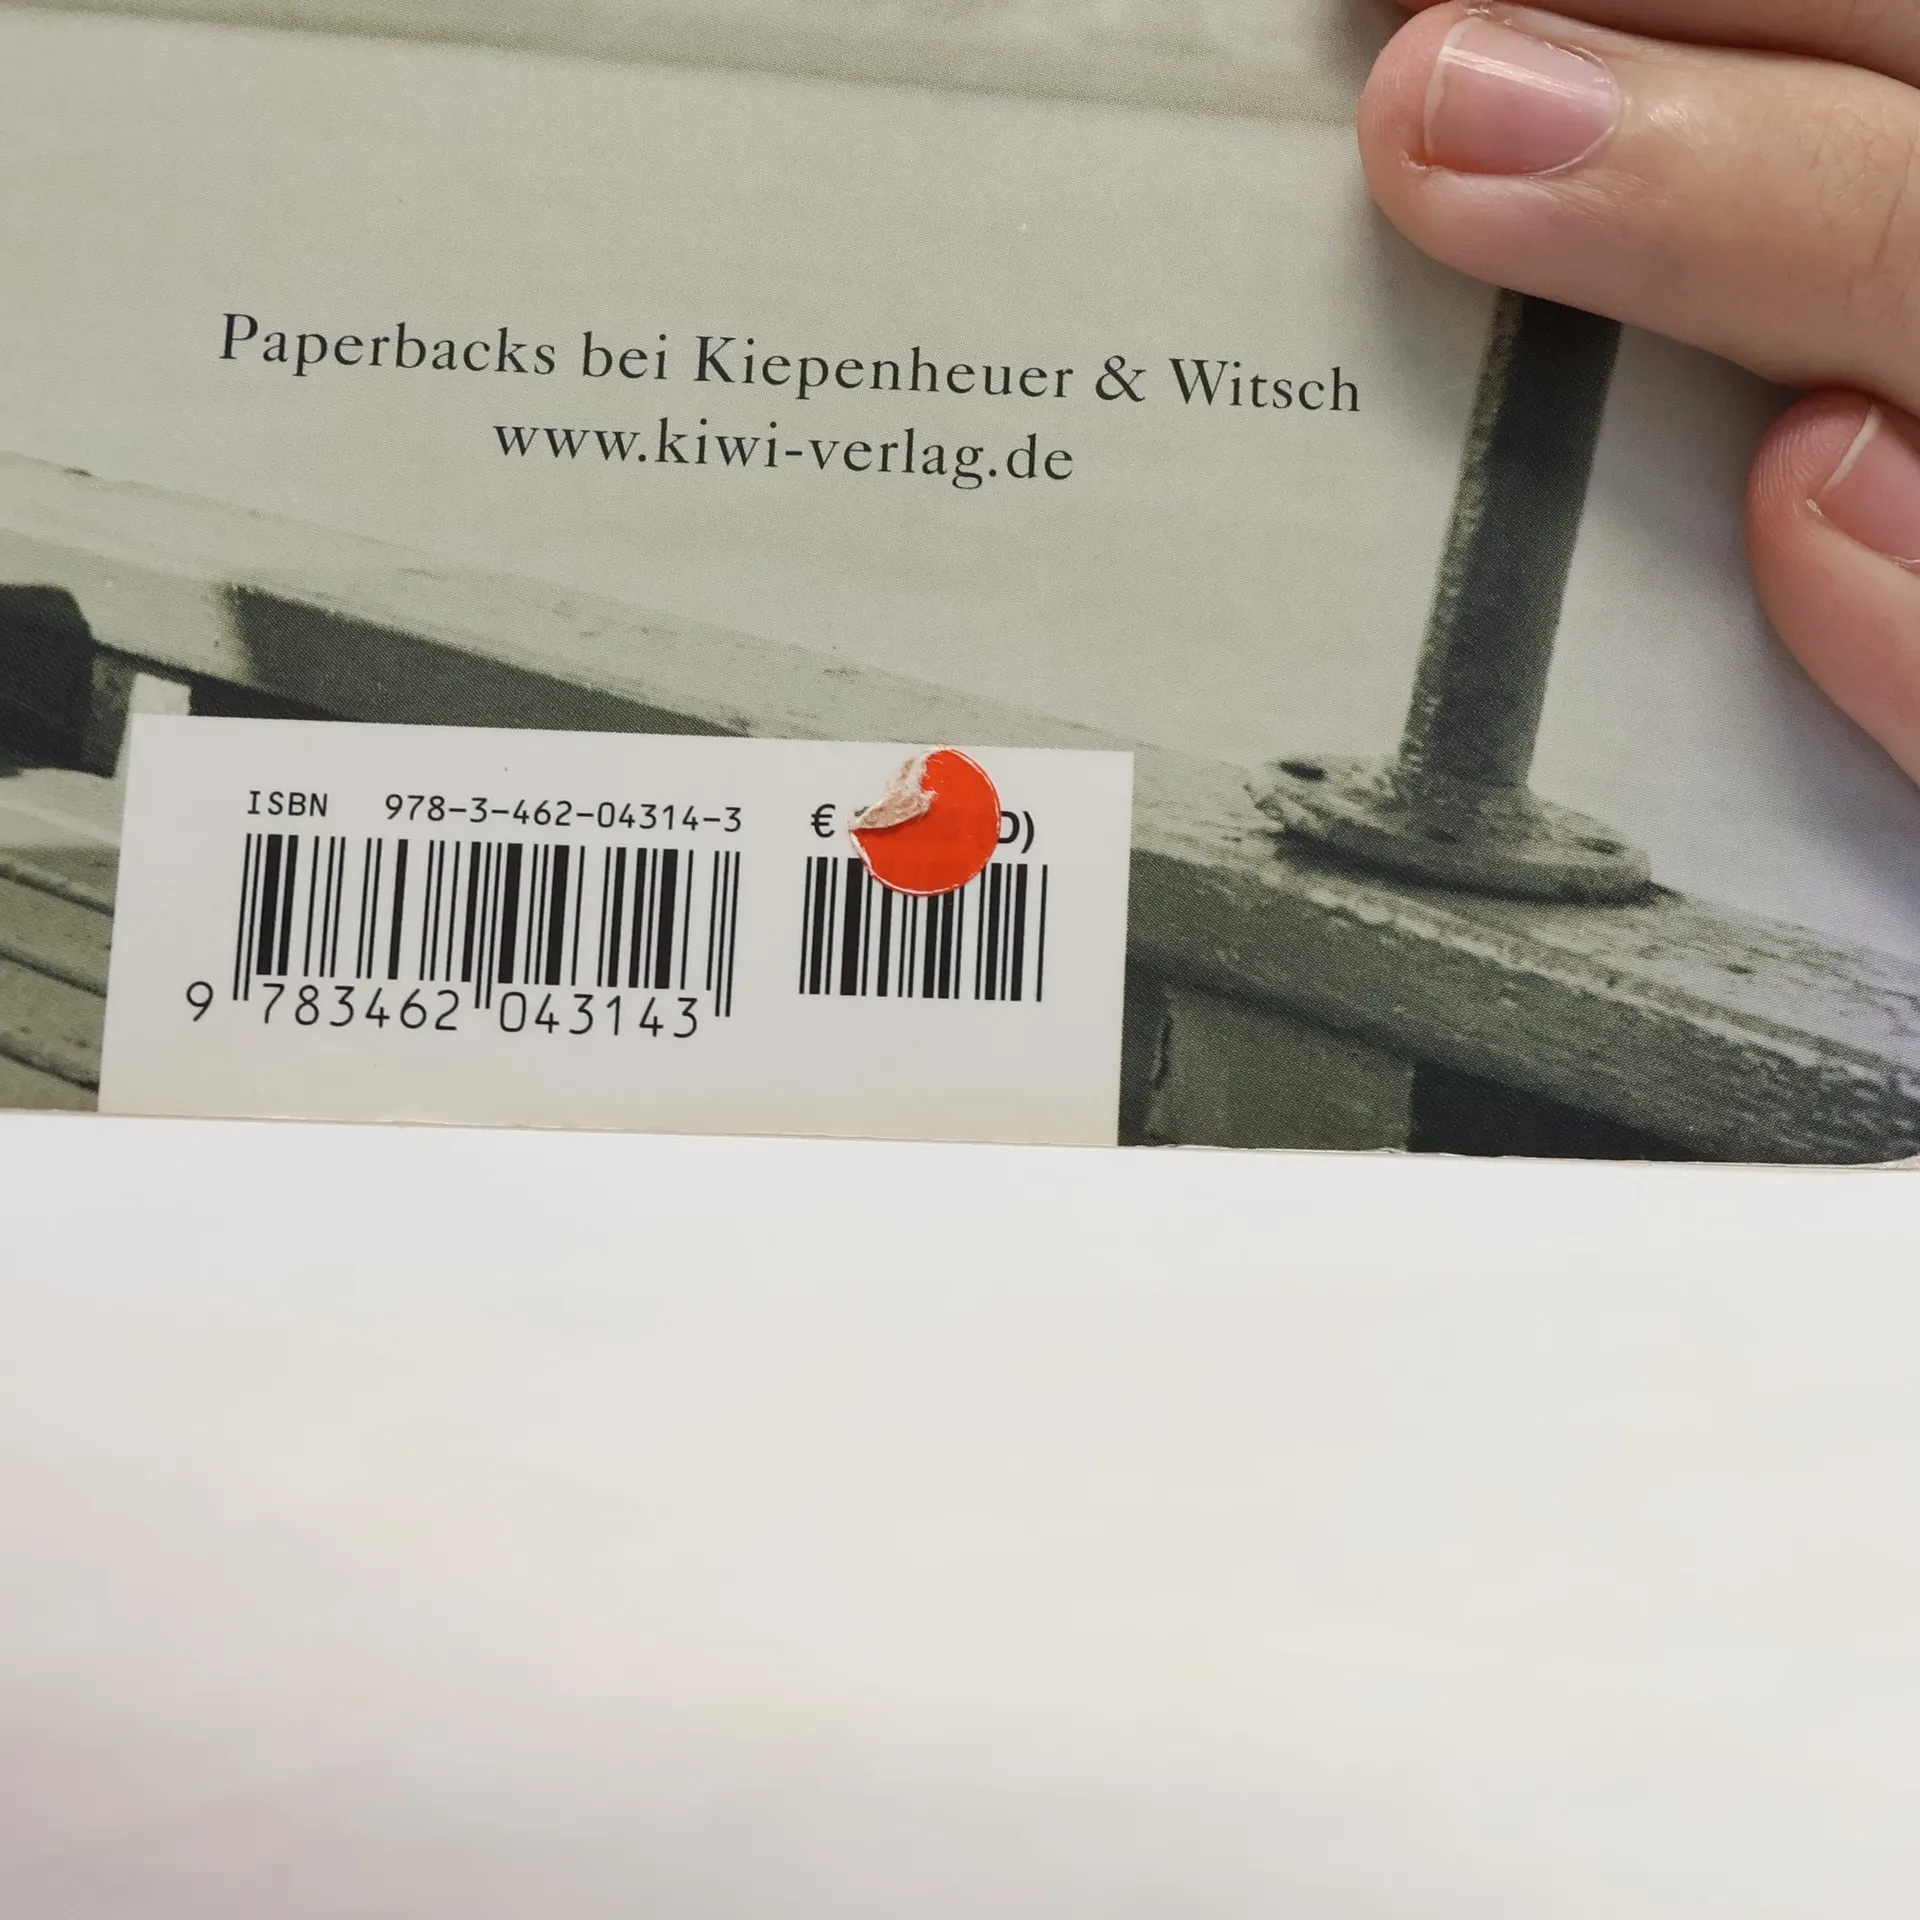 Paperbacks bei Kiepenheuer & Witsch
www.kiwi-verlag.de
ISBN 978-3-462-04314-3
€ D)
9 783462 043143